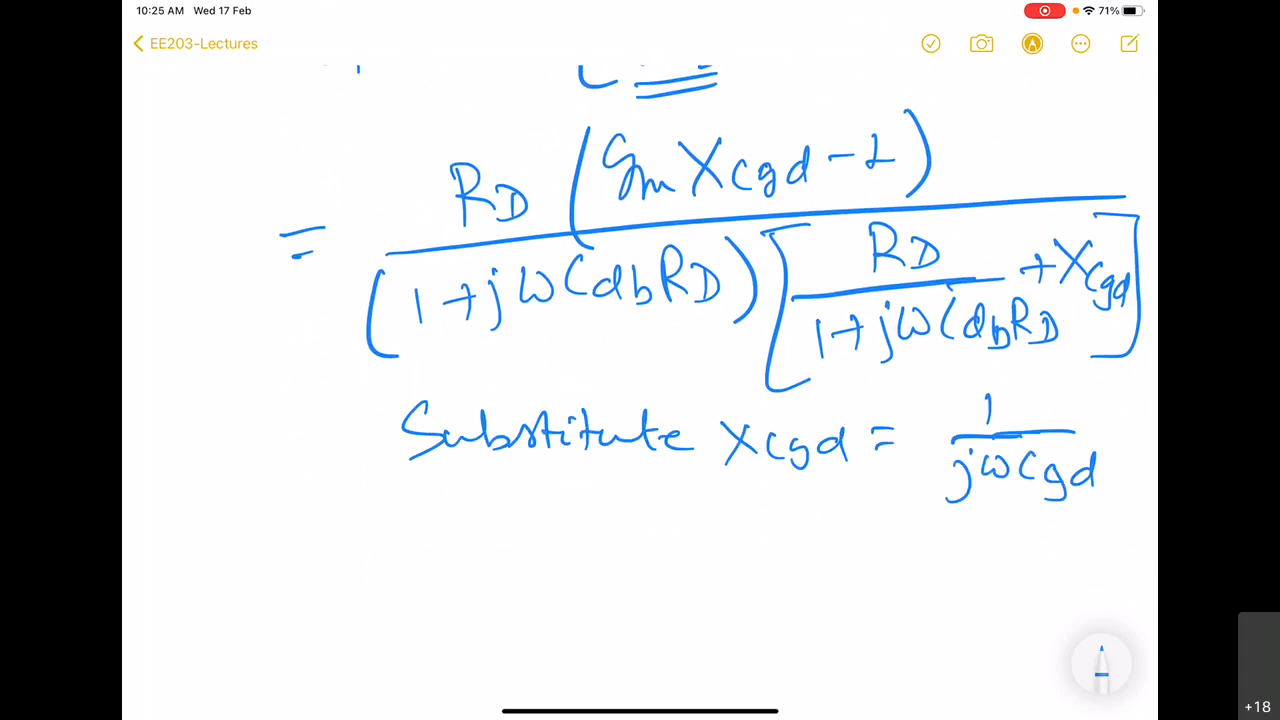 10:25 AM Wed 17 Feb
71%
EE203-Lectures
= RD (gm Xcgd - 1)
(1+jωCdbRD) [RD / 1+jωCdbRD + Xcgd]
Substitute Xcgd = 1 / jωCgd
+18